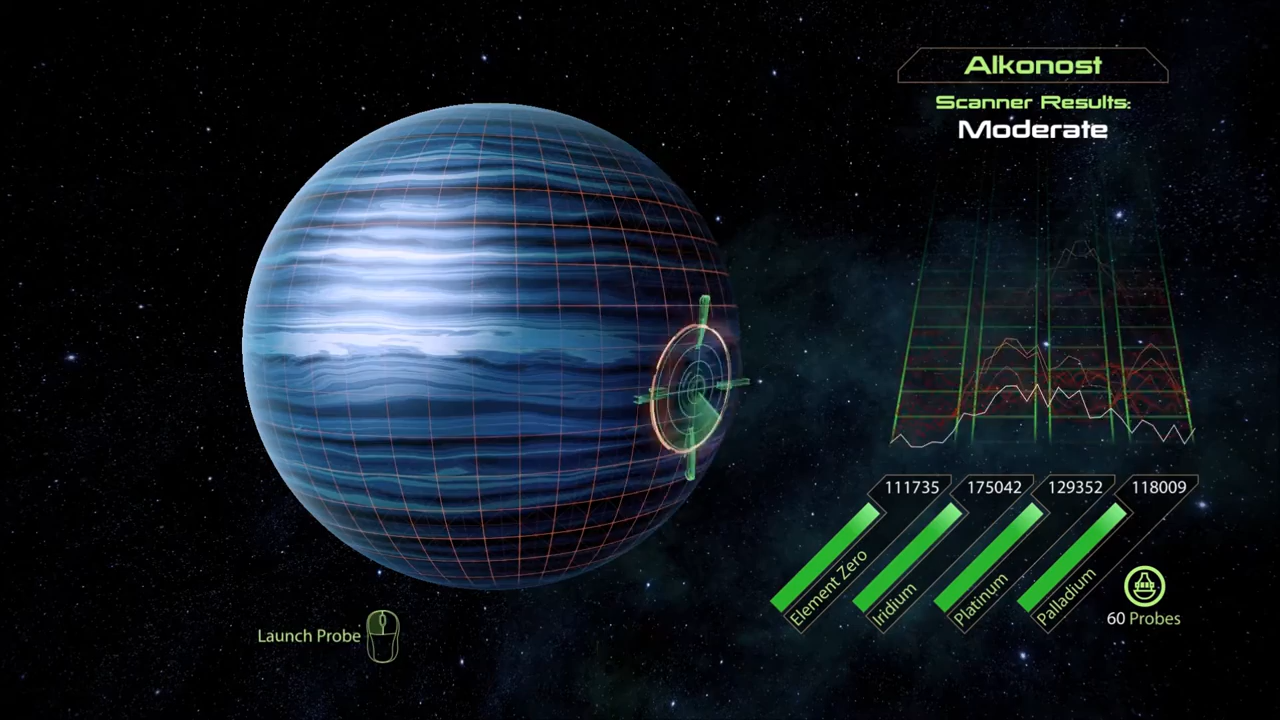 Alkonost
Scanner Results:
Moderate
111735 175042 129352 118009
Element Zero
Iridium
Platinum
Palladium
60 Probes
Launch Probe